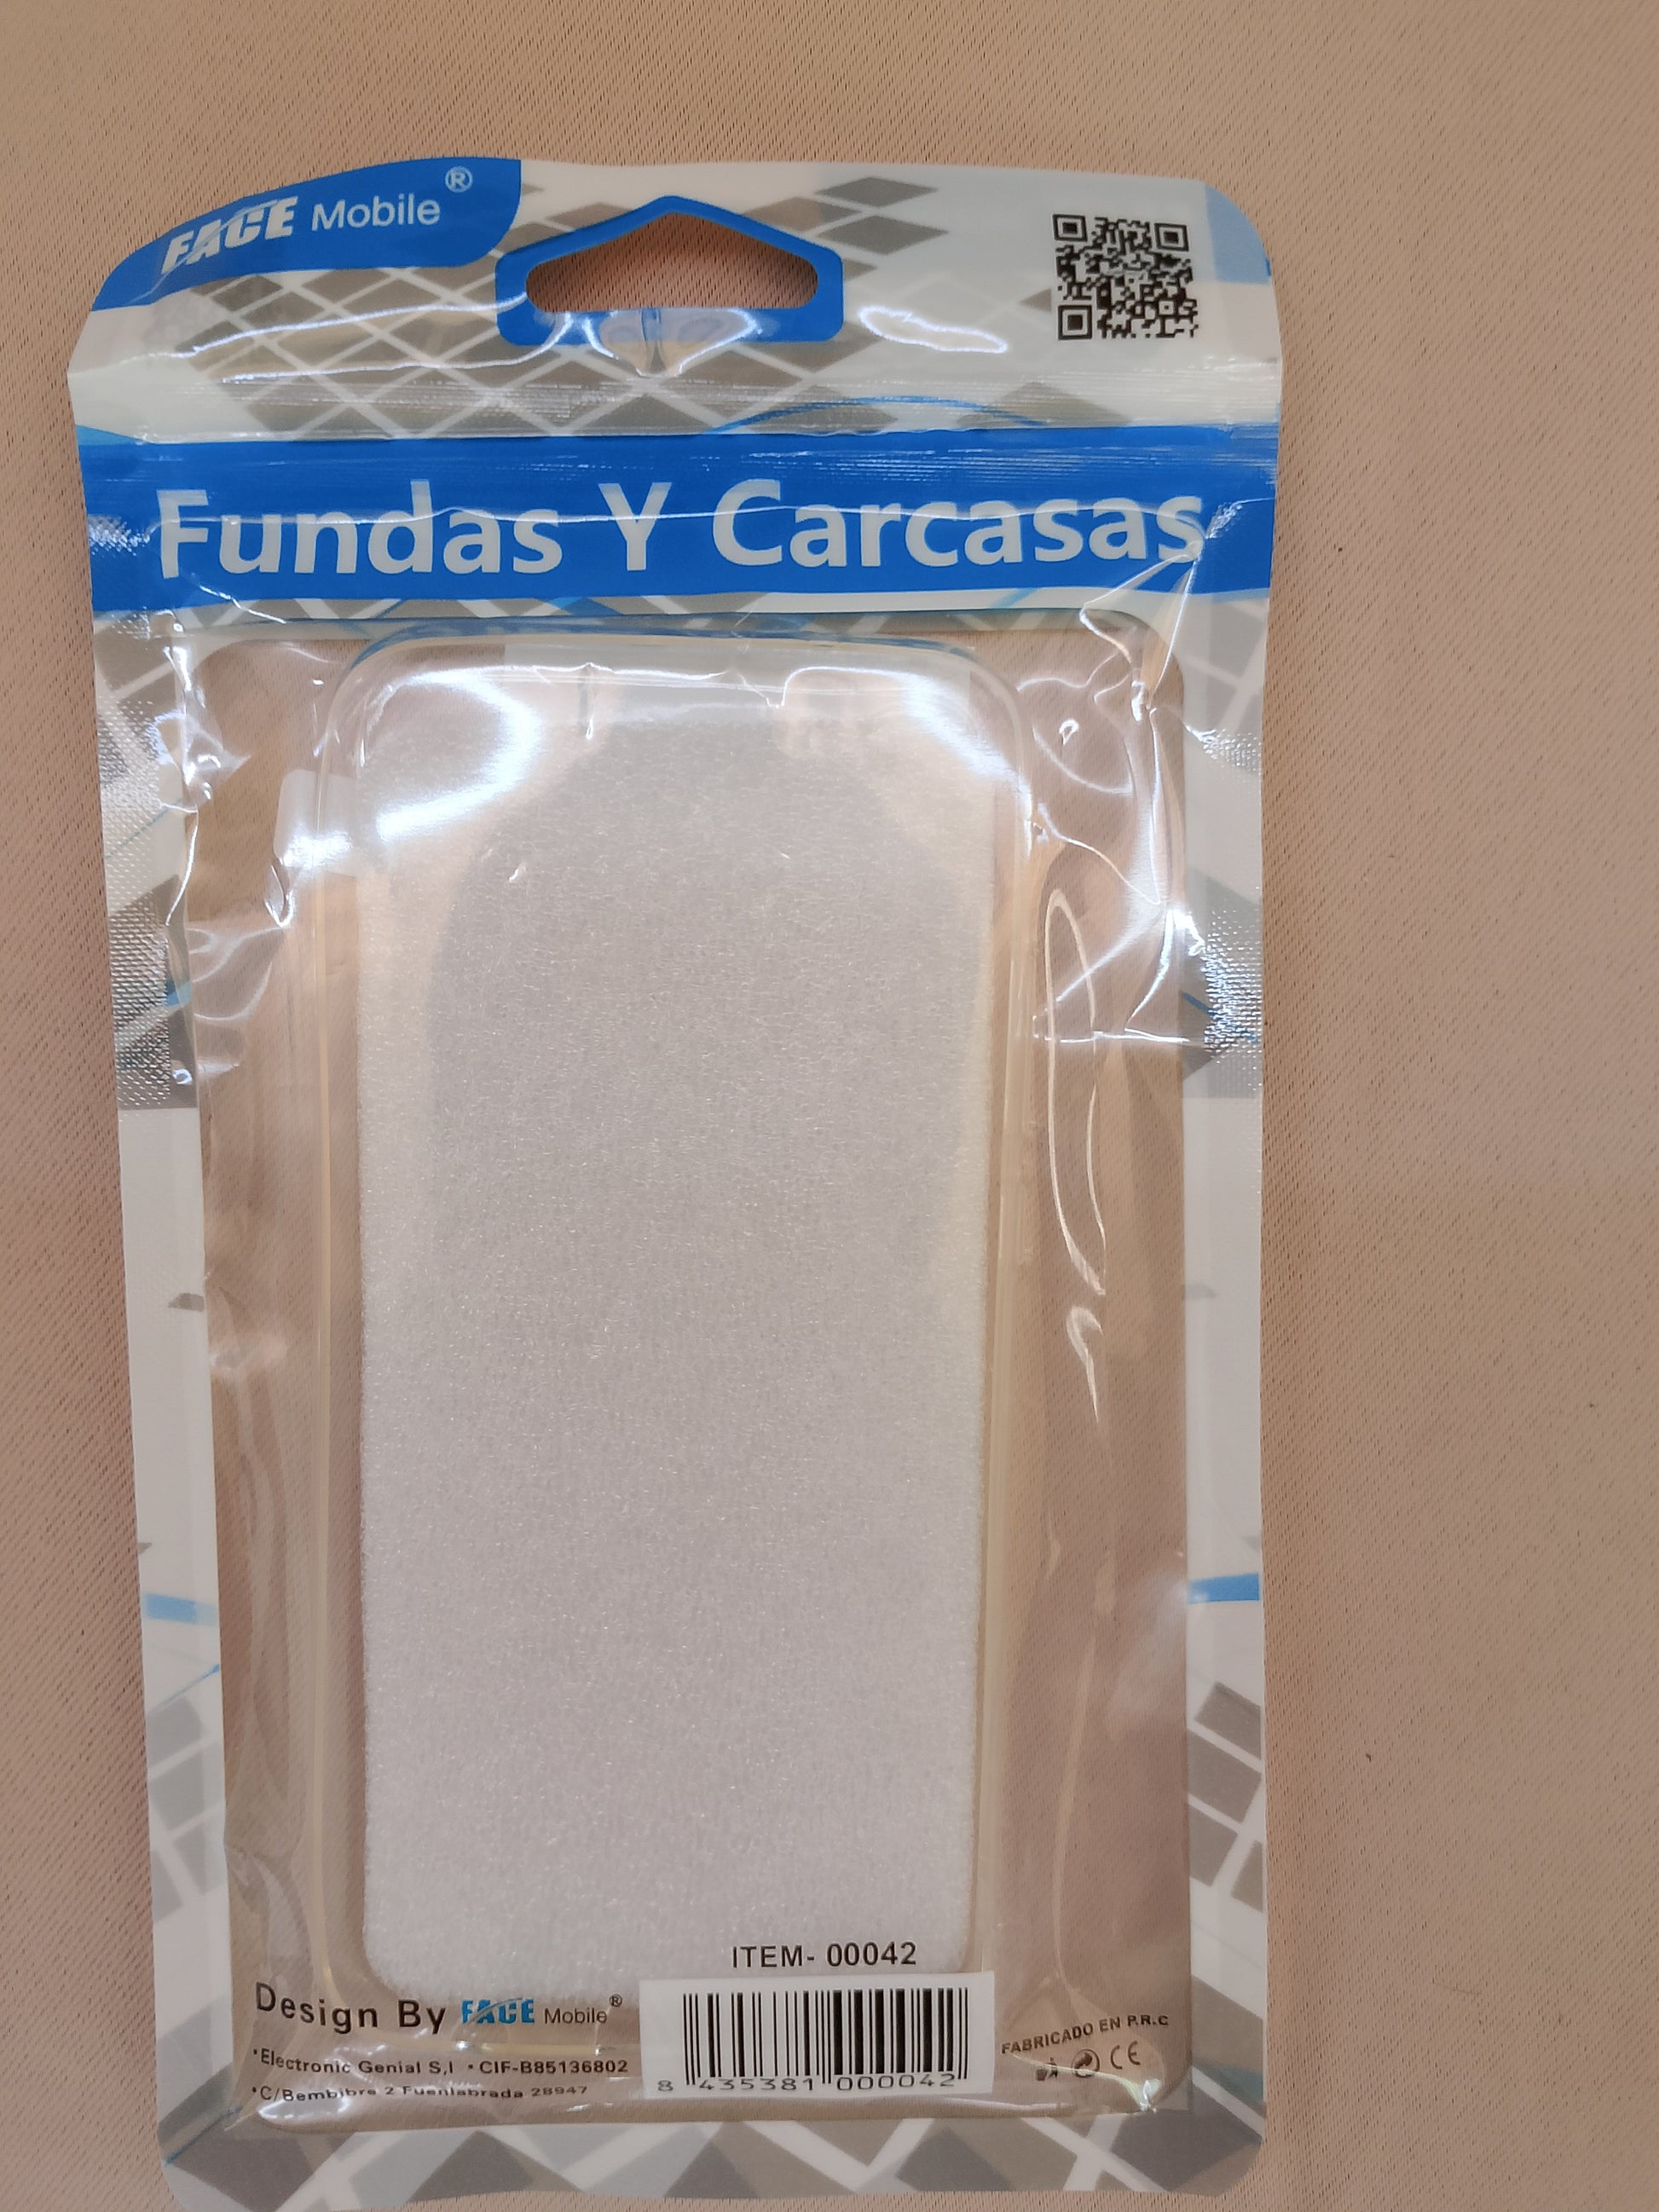 FACE Mobile®
Fundas Y Carcasas
ITEM- 00042
Design By FACE Mobile®
•Electronic Genial S,l •CIF-B85136802
•C/Bembibre 2 Fuenlabrada 28947
8 435381 000042
FABRICADO EN P.R.C
CE